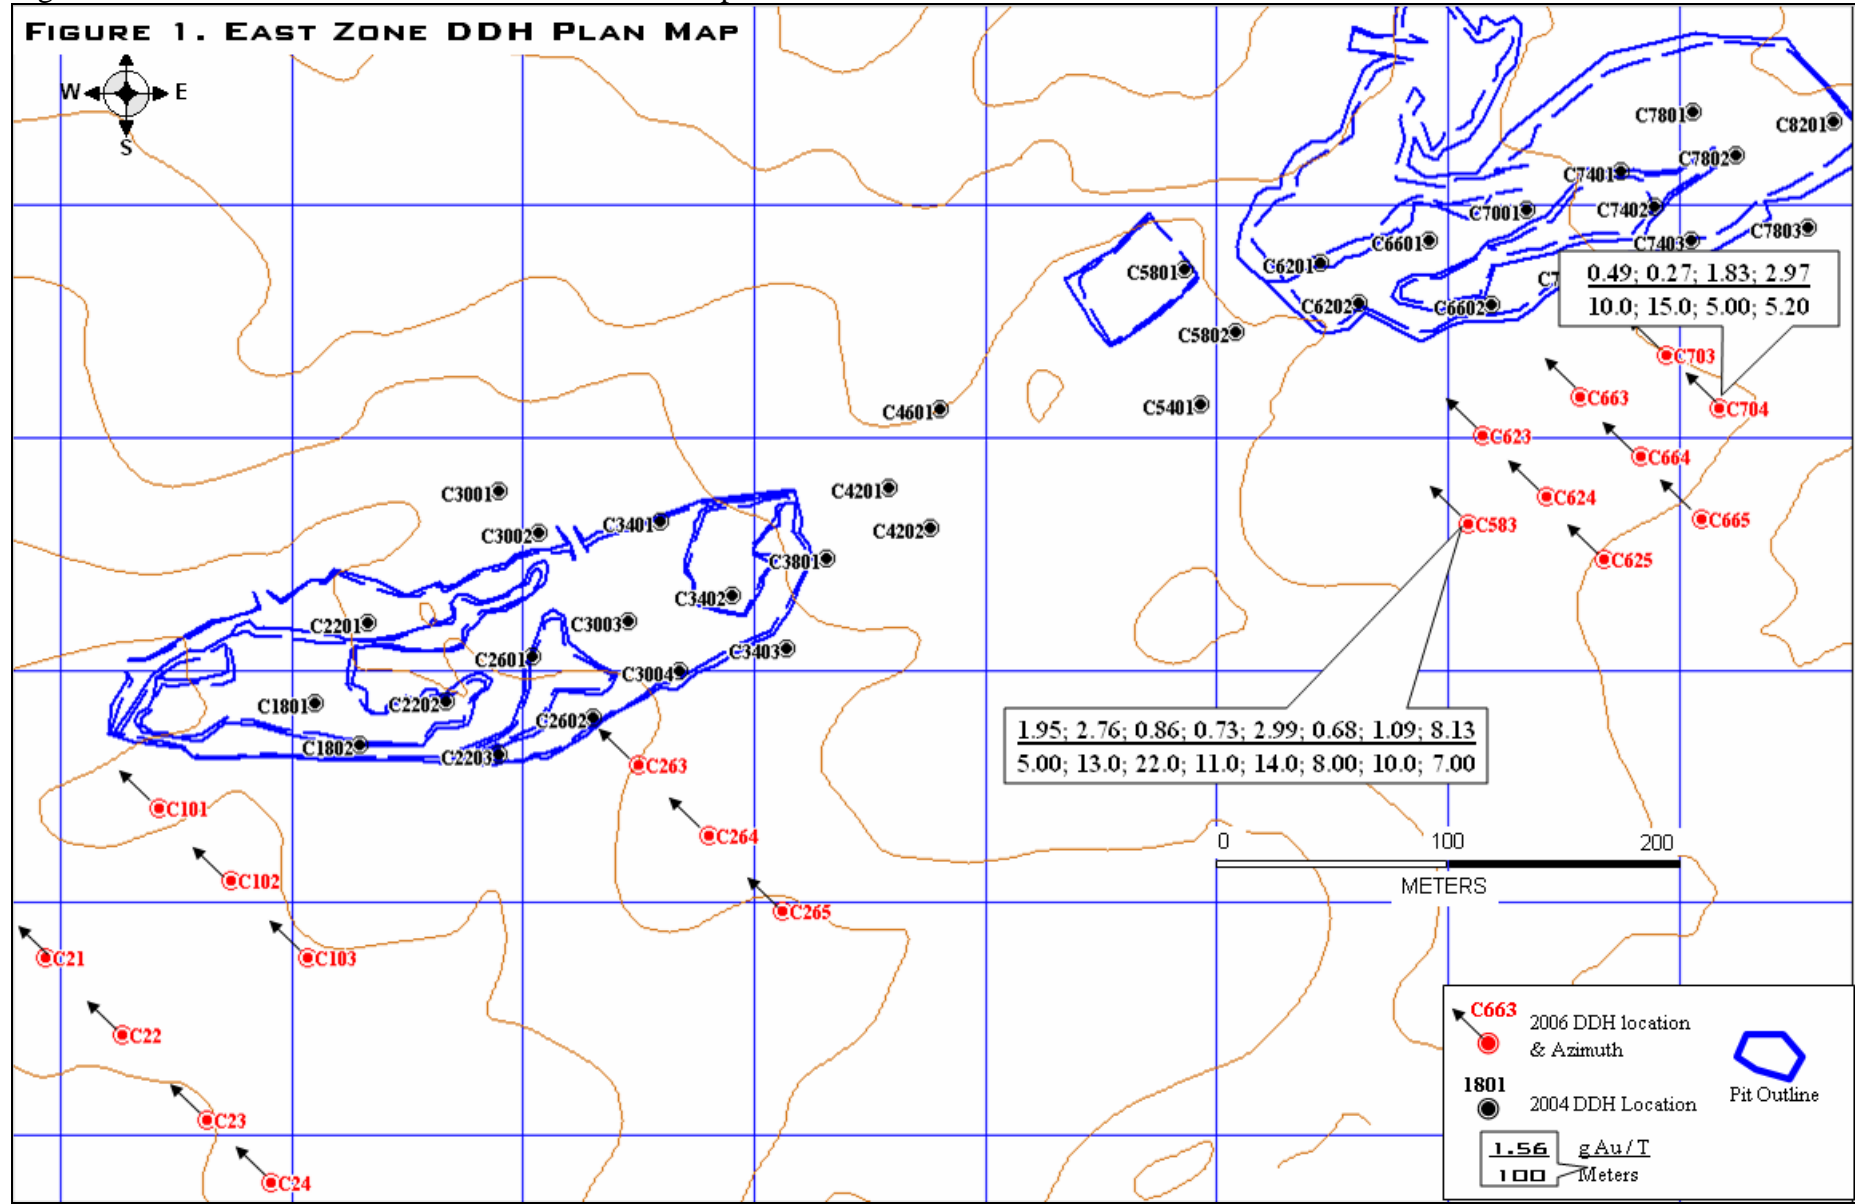 FIGURE 1. EAST ZONE DDH PLAN MAP
W E
S
C7801
C8201
C7802
C7401
C7402
C7001
C7403
C7803
C6601
C6201
C5801
C6202
C6602
C5802
0.49; 0.27; 1.83; 2.97
10.0; 15.0; 5.00; 5.20
C703
C663
C704
C4601
C5401
C623
C664
C3001
C4201
C624
C665
C3002
C3401
C4202
C583
C3801
C625
C3402
C2201
C3003
C2601
C3403
C3004
C1801
C2202
C2602
C1802
C2203
1.95; 2.76; 0.86; 0.73; 2.99; 0.68; 1.09; 8.13
5.00; 13.0; 22.0; 11.0; 14.0; 8.00; 10.0; 7.00
C263
C101
C264
0 100 200
METERS
C102
C265
C21
C103
C22
C23
C24
C663
2006 DDH location
& Azimuth
1801
2004 DDH Location
Pit Outline
1.56 g Au / T
100 Meters